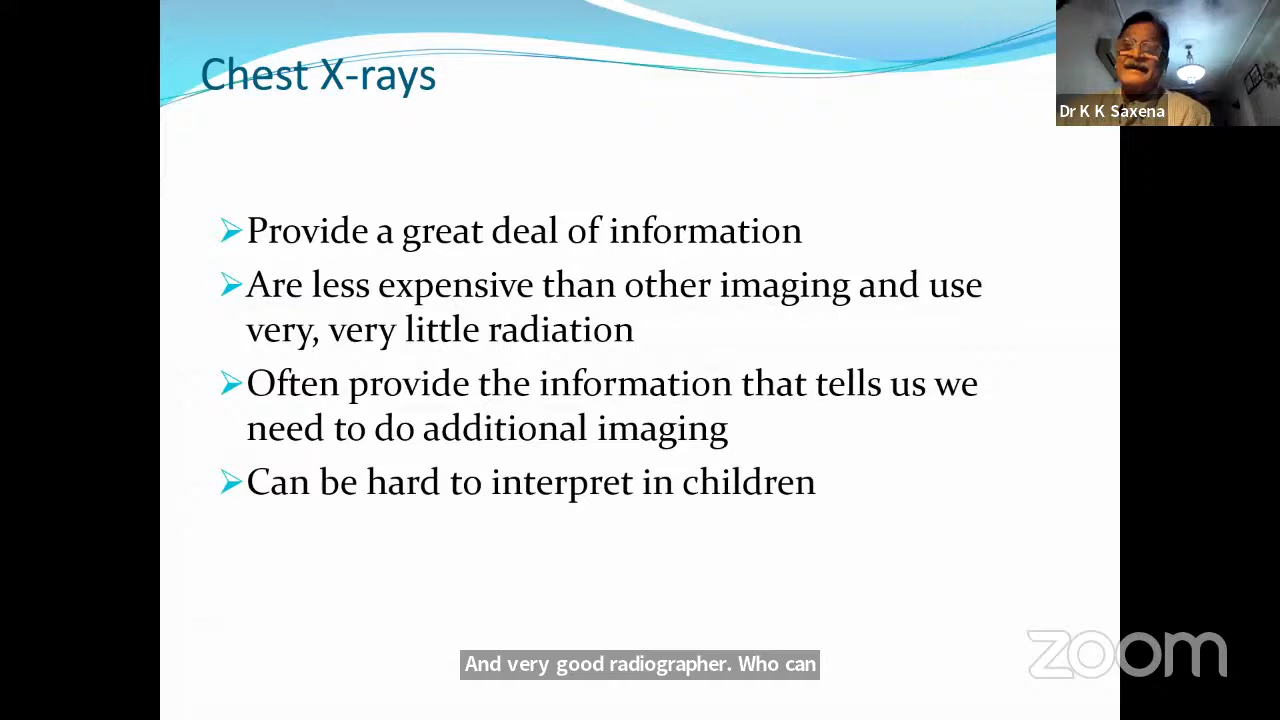 Chest X-rays
Dr K K Saxena
Provide a great deal of information
Are less expensive than other imaging and use
very, very little radiation
Often provide the information that tells us we
need to do additional imaging
Can be hard to interpret in children
zoom
And very good radiographer. Who can